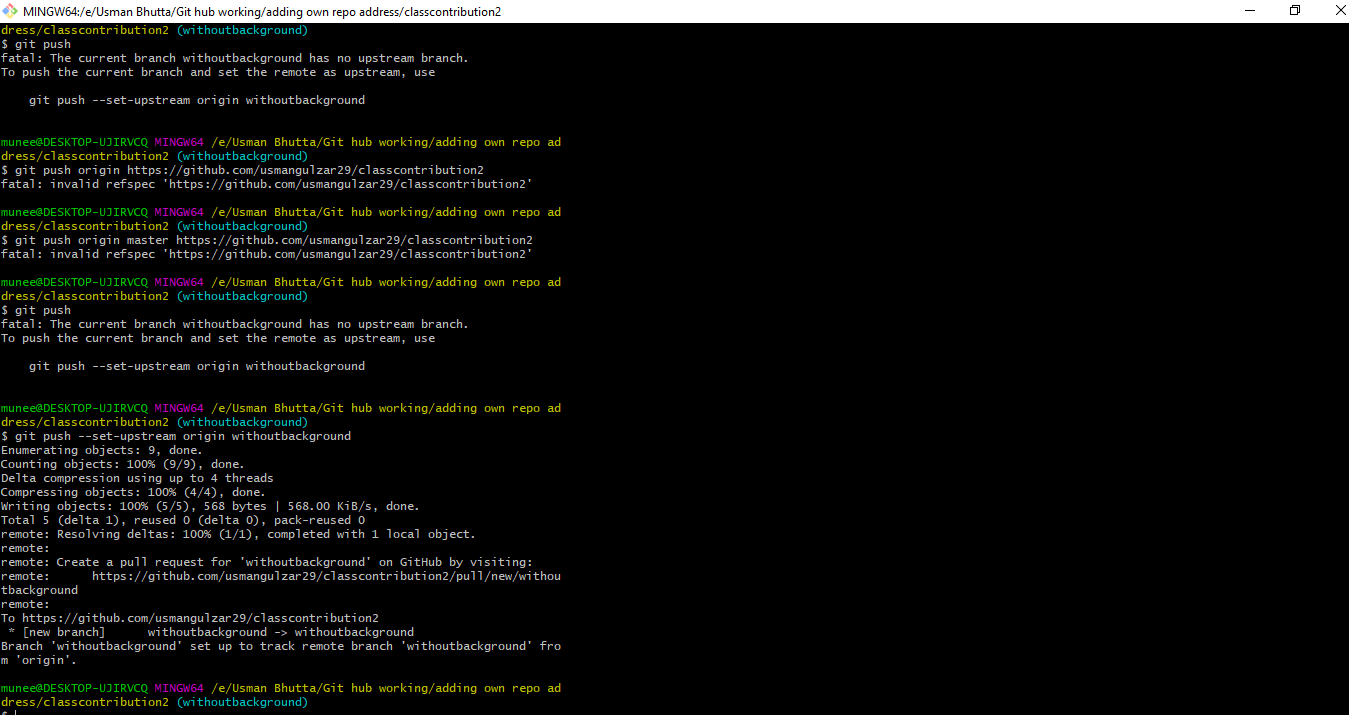 MINGW64:/e/Usman Bhutta/Git hub working/adding own repo address/classcontribution2
dress/classcontribution2 (withoutbackground)
$ git push
fatal: The current branch withoutbackground has no upstream branch.
To push the current branch and set the remote as upstream, use
    git push --set-upstream origin withoutbackground
munee@DESKTOP-UJIRVCQ MINGW64 /e/Usman Bhutta/Git hub working/adding own repo ad
dress/classcontribution2 (withoutbackground)
$ git push origin https://github.com/usmangulzar29/classcontribution2
fatal: invalid refspec 'https://github.com/usmangulzar29/classcontribution2'
munee@DESKTOP-UJIRVCQ MINGW64 /e/Usman Bhutta/Git hub working/adding own repo ad
dress/classcontribution2 (withoutbackground)
$ git push origin master https://github.com/usmangulzar29/classcontribution2
fatal: invalid refspec 'https://github.com/usmangulzar29/classcontribution2'
munee@DESKTOP-UJIRVCQ MINGW64 /e/Usman Bhutta/Git hub working/adding own repo ad
dress/classcontribution2 (withoutbackground)
$ git push
fatal: The current branch withoutbackground has no upstream branch.
To push the current branch and set the remote as upstream, use
    git push --set-upstream origin withoutbackground
munee@DESKTOP-UJIRVCQ MINGW64 /e/Usman Bhutta/Git hub working/adding own repo ad
dress/classcontribution2 (withoutbackground)
$ git push --set-upstream origin withoutbackground
Enumerating objects: 9, done.
Counting objects: 100% (9/9), done.
Delta compression using up to 4 threads
Compressing objects: 100% (4/4), done.
Writing objects: 100% (5/5), 568 bytes | 568.00 KiB/s, done.
Total 5 (delta 1), reused 0 (delta 0), pack-reused 0
remote: Resolving deltas: 100% (1/1), completed with 1 local object.
remote:
remote: Create a pull request for 'withoutbackground' on GitHub by visiting:
remote:      https://github.com/usmangulzar29/classcontribution2/pull/new/withou
tbackground
remote:
To https://github.com/usmangulzar29/classcontribution2
 * [new branch]      withoutbackground -> withoutbackground
Branch 'withoutbackground' set up to track remote branch 'withoutbackground' fro
m 'origin'.
munee@DESKTOP-UJIRVCQ MINGW64 /e/Usman Bhutta/Git hub working/adding own repo ad
dress/classcontribution2 (withoutbackground)
$